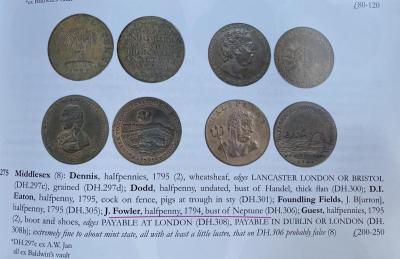 *ex Baldwin's vault
£80-120
ALL FRET
275 Middlesex (8): Dennis, halfpennies, 1795 (2), wheatsheaf, edges LANCASTER LONDON OR BRISTOL
(DH.297c), grained (DH.297d); Dodd, halfpenny, undated, bust of Handel, thick flan (DH.300); D.I.
Eaton, halfpenny, 1795, cock on fence, pigs at trough in sty (DH.301); Foundling Fields, J. B[urton],
halfpenny, 1795 (DH.305); J. Fowler, halfpenny, 1794, bust of Neptune (DH.306); Guest, halfpennies, 1795
(2), boot and shoes, edges PAYABLE AT LONDON (DH.308), PAYABLE IN DUBLIN OR LONDON (DH.
308b); extremely fine to about mint state, all with at least a little lustre, that on DH.306 probably false (8)
£200-250
*DH.297c ex A.W. Jan
all ex Baldwin's vault